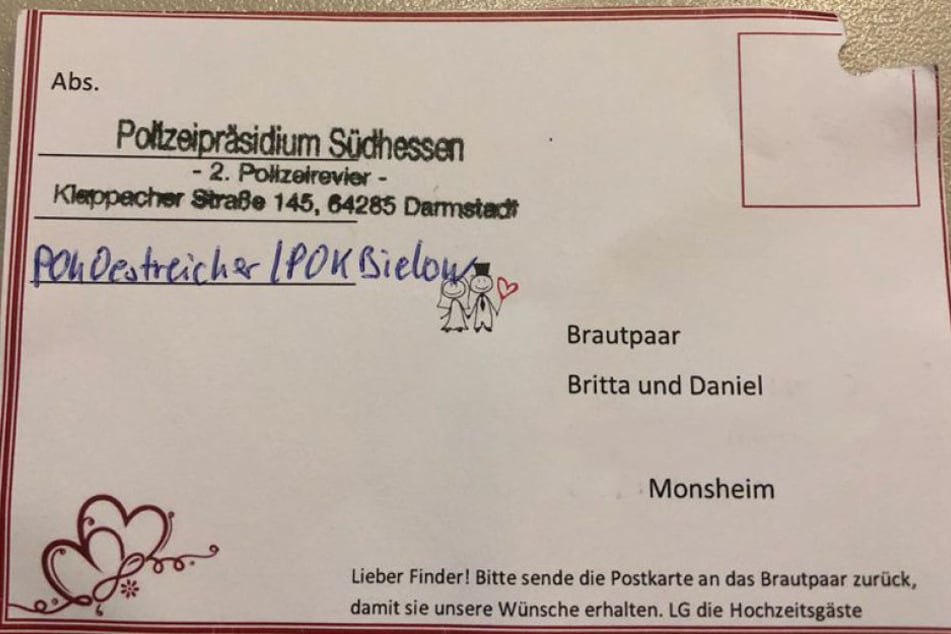 Abs.
Polizeipräsidium Südhessen
- 2. Polizeirevier -
Klappacher Straße 145, 64285 Darmstadt
POK Oestreicher / POK Bielow
Brautpaar
Britta und Daniel
Monsheim
Lieber Finder! Bitte sende die Postkarte an das Brautpaar zurück,
damit sie unsere Wünsche erhalten. LG die Hochzeitsgäste